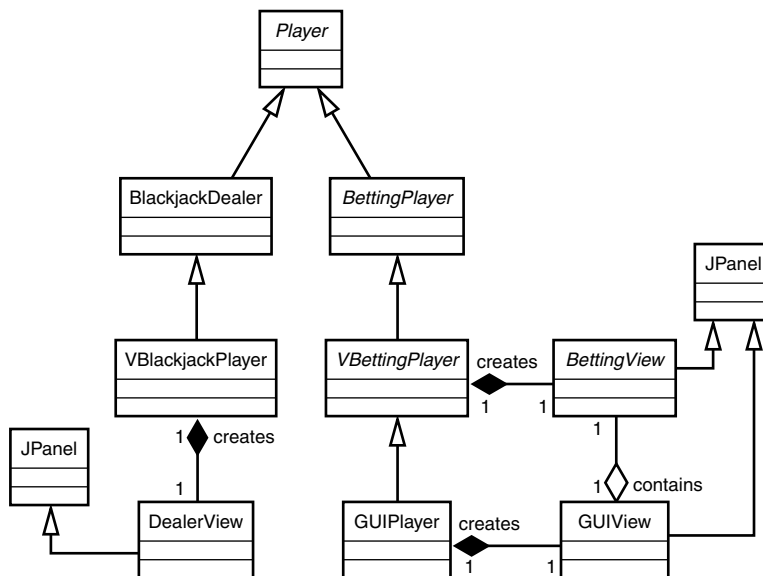 Player
BlackjackDealer
BettingPlayer
JPanel
VBlackjackPlayer
VBettingPlayer
creates
BettingView
1
1
1
creates
1
JPanel
1
1
contains
DealerView
GUIPlayer
creates
GUIView
1
1